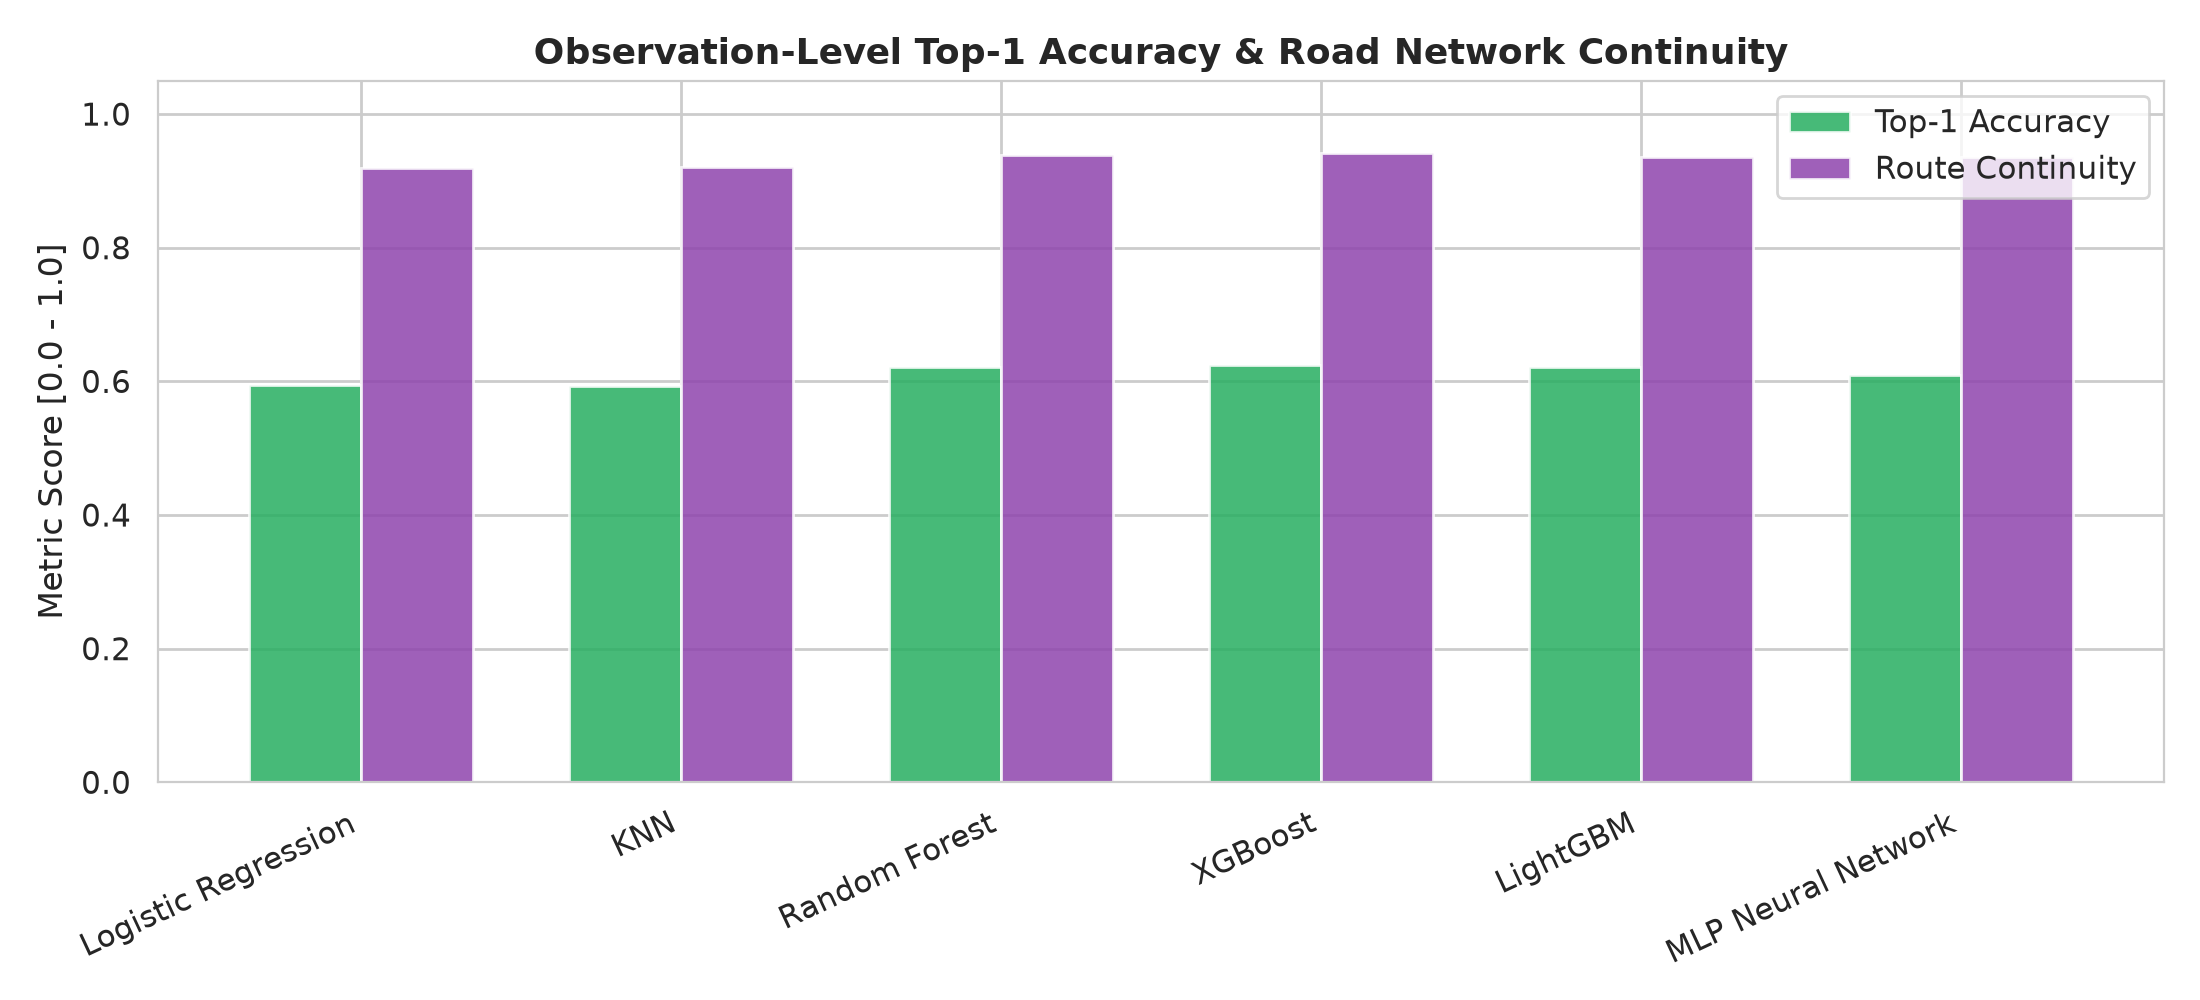 Observation-Level Top-1 Accuracy & Road Network Continuity
Metric Score [0.0 - 1.0]
1.0
0.8
0.6
0.4
0.2
0.0
Top-1 Accuracy
Route Continuity
Logistic Regression
KNN
Random Forest
XGBoost
LightGBM
MLP Neural Network